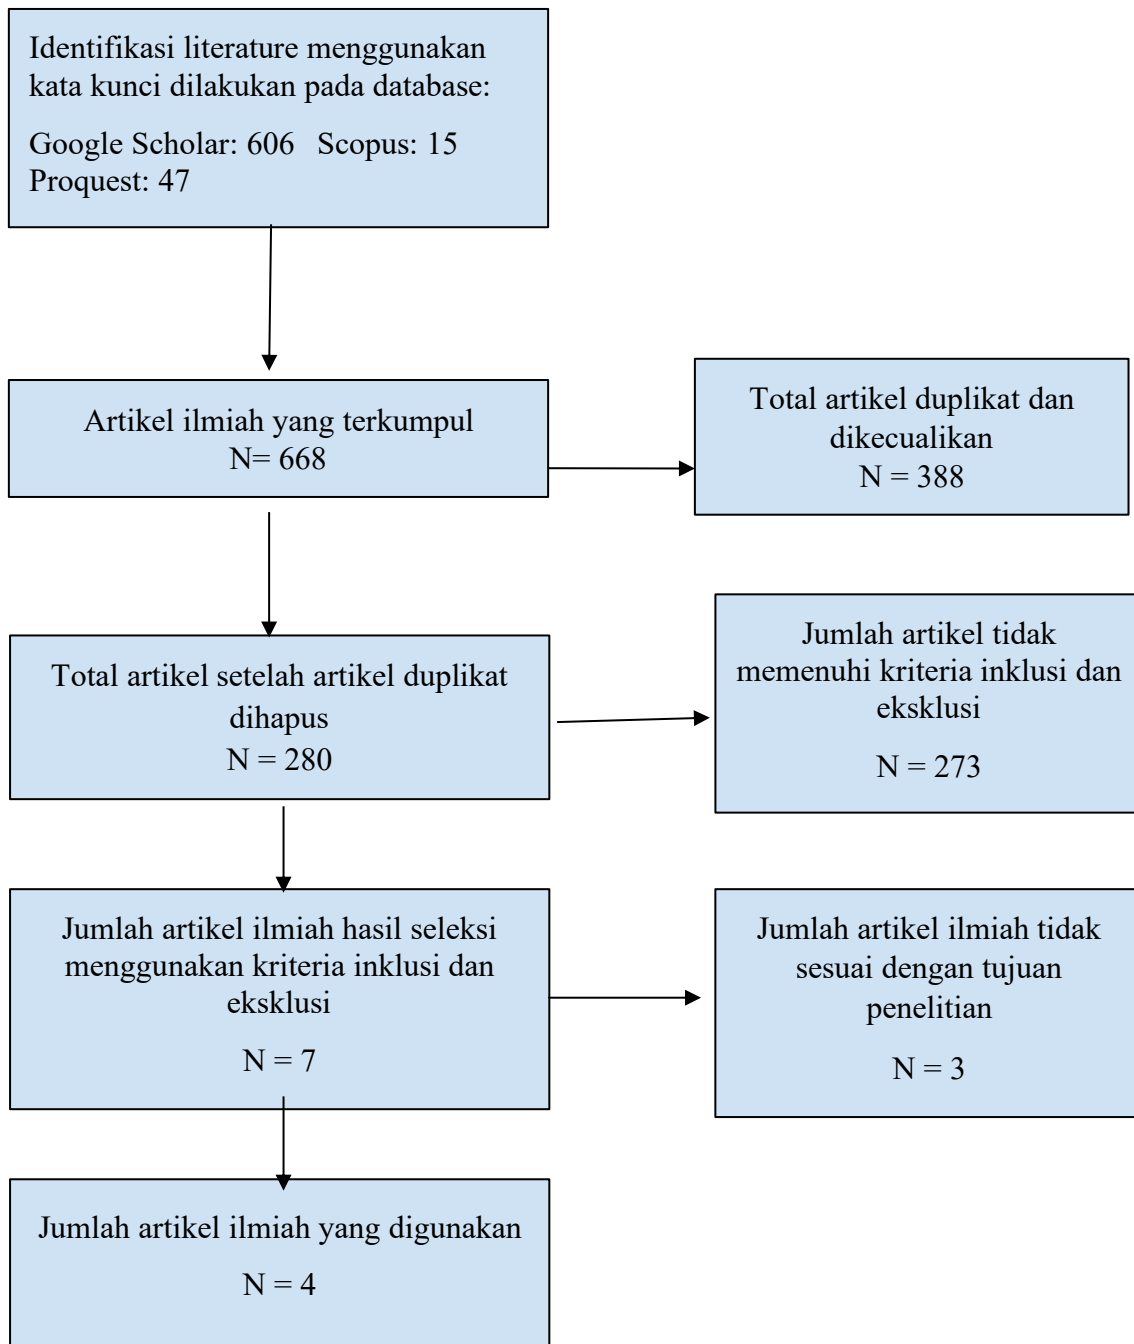 Identifikasi literature menggunakan
kata kunci dilakukan pada database:
Google Scholar: 606 Scopus: 15
Proquest: 47
Artikel ilmiah yang terkumpul
N= 668
Total artikel duplikat dan
dikecualikan
N = 388
Total artikel setelah artikel duplikat
dihapus
N = 280
Jumlah artikel tidak
memenuhi kriteria inklusi dan
eksklusi
N = 273
Jumlah artikel ilmiah hasil seleksi
menggunakan kriteria inklusi dan
eksklusi
N = 7
Jumlah artikel ilmiah tidak
sesuai dengan tujuan
penelitian
N = 3
Jumlah artikel ilmiah yang digunakan
N = 4